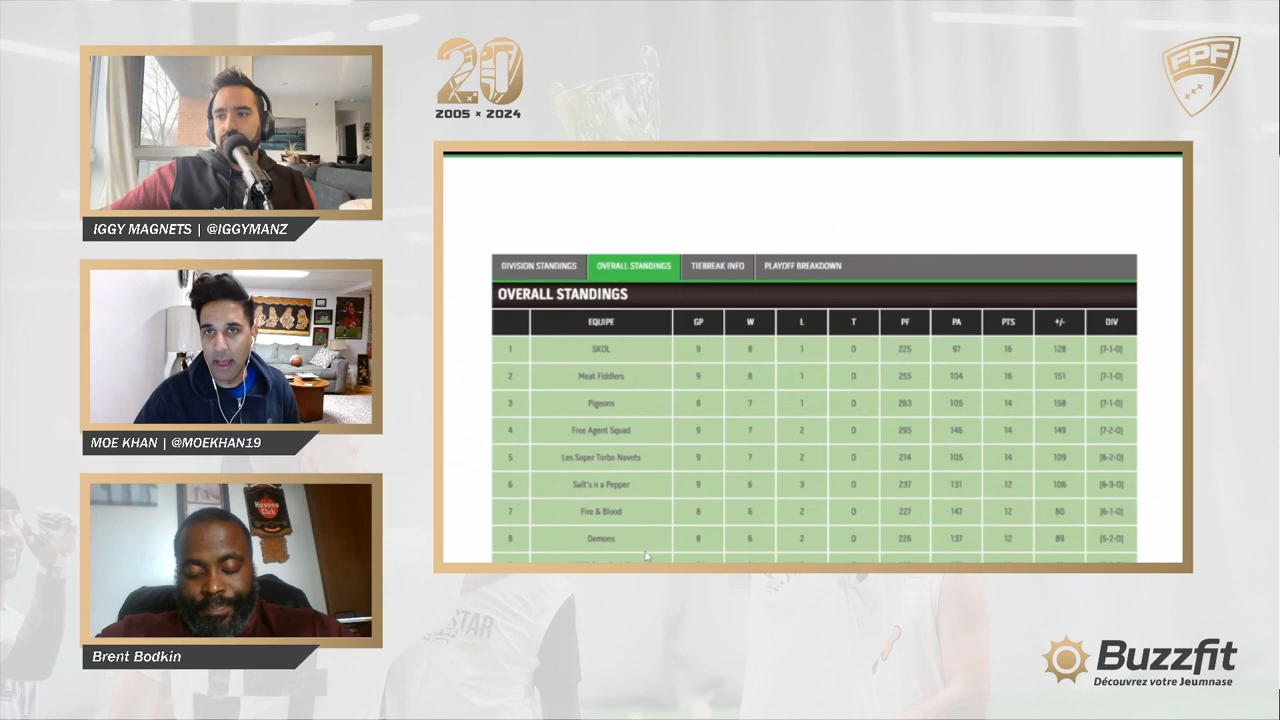 20
2005 × 2024
FPF
IGGY MAGNETS | @IGGYMANZ
MOE KHAN | @MOEKHAN19
Havana
Club
Brent Bodkin
DIVISION STANDINGS OVERALL STANDINGS TIEBREAK INFO PLAYOFF BREAKDOWN
OVERALL STANDINGS
EQUIPE GP W L T PF PA PTS +/- DIV
1 SKOL 9 8 1 0 225 97 16 128 (7-1-0)
2 Meat Fiddlers 9 8 1 0 255 104 16 151 (7-1-0)
3 Pigeons 8 7 1 0 263 105 14 158 (7-1-0)
4 Free Agent Squad 9 7 2 0 295 146 14 149 (7-2-0)
5 Les Super Turbo Navets 9 7 2 0 214 105 14 109 (6-2-0)
6 Salt's n a Pepper 9 6 3 0 237 131 12 106 (6-3-0)
7 Fire & Blood 8 6 2 0 227 147 12 80 (6-1-0)
8 Demons 8 6 2 0 226 137 12 89 (5-2-0)
STAR
Buzzfit
Découvrez votre Jeumnase